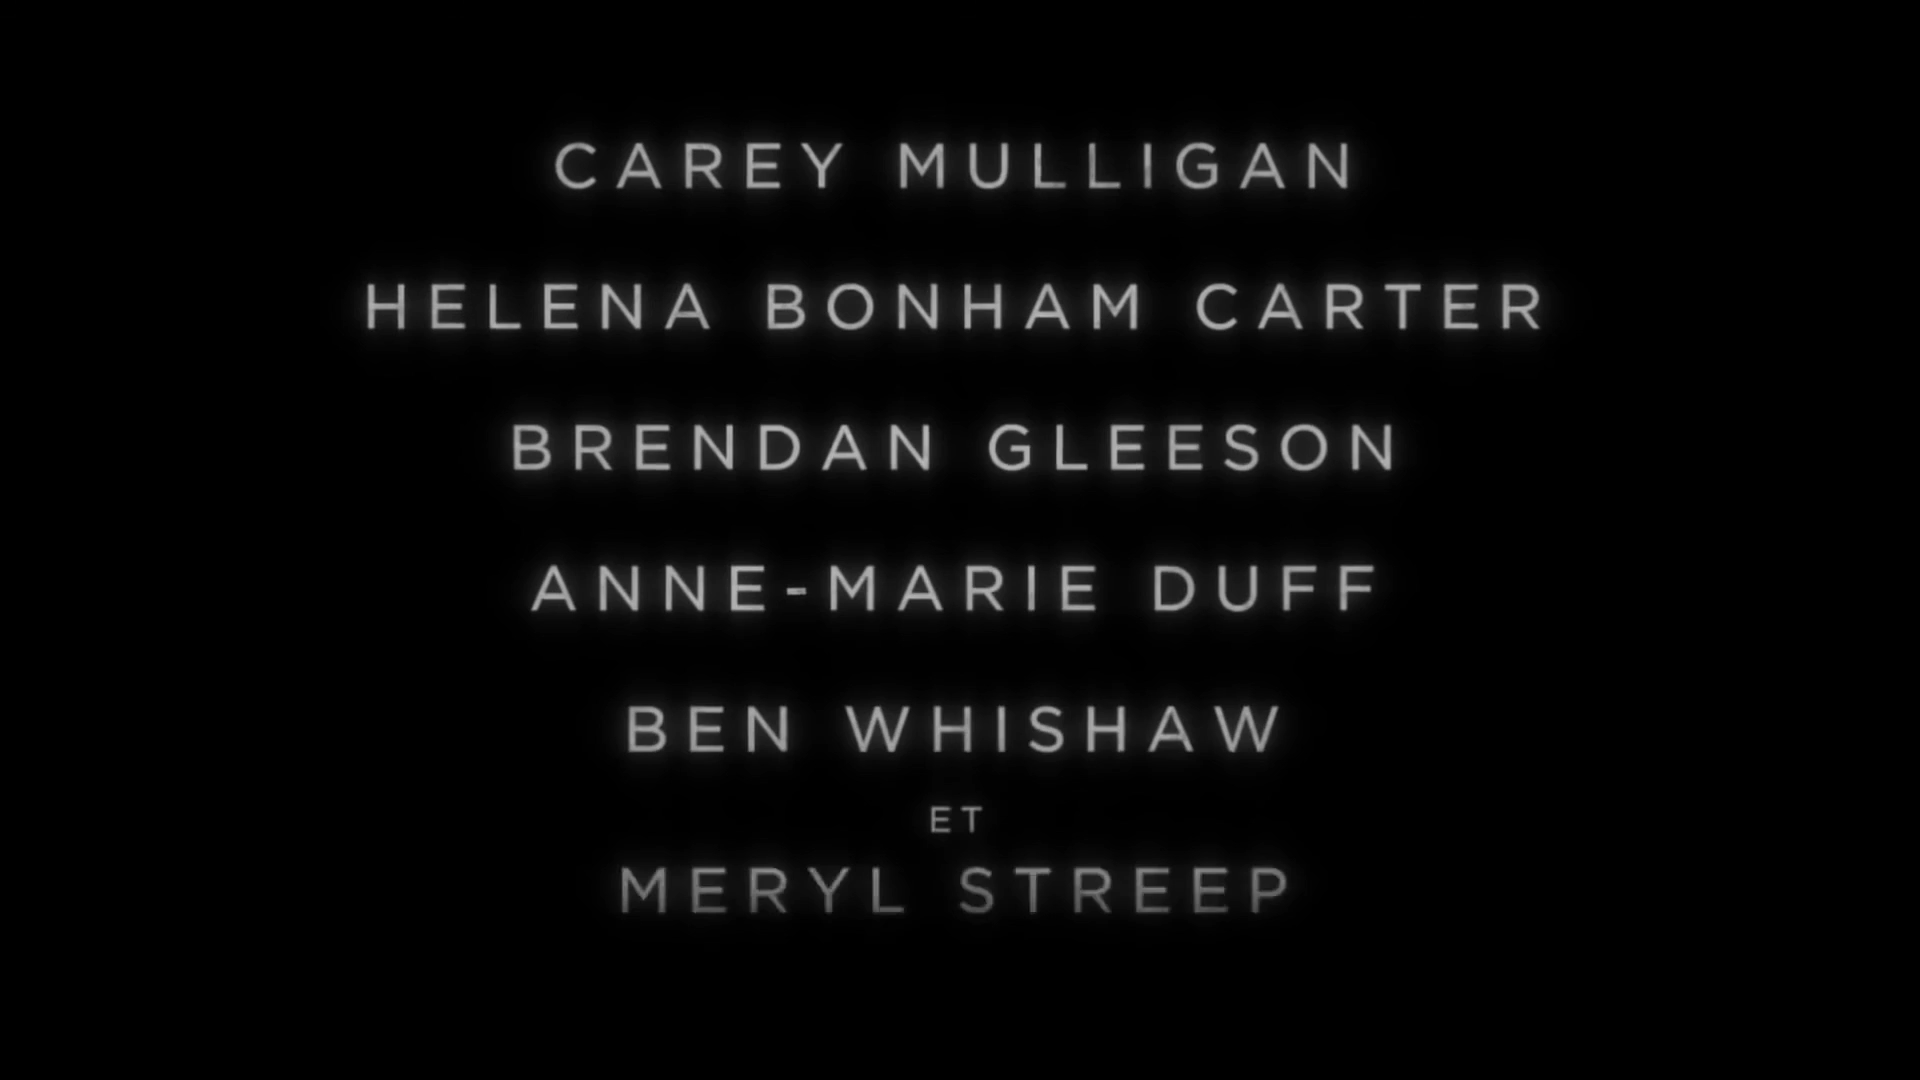 CAREY MULLIGAN
HELENA BONHAM CARTER
BRENDAN GLEESON
ANNE-MARIE DUFF
BEN WHISHAW
ET
MERYL STREEP